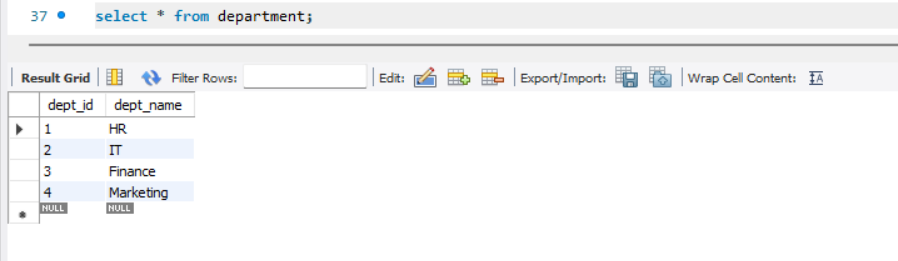 37 select * from department;
Result Grid Filter Rows: Edit: Export/Import: Wrap Cell Content: IA
dept_id dept_name
1 HR
2 IT
3 Finance
4 Marketing
NULL NULL